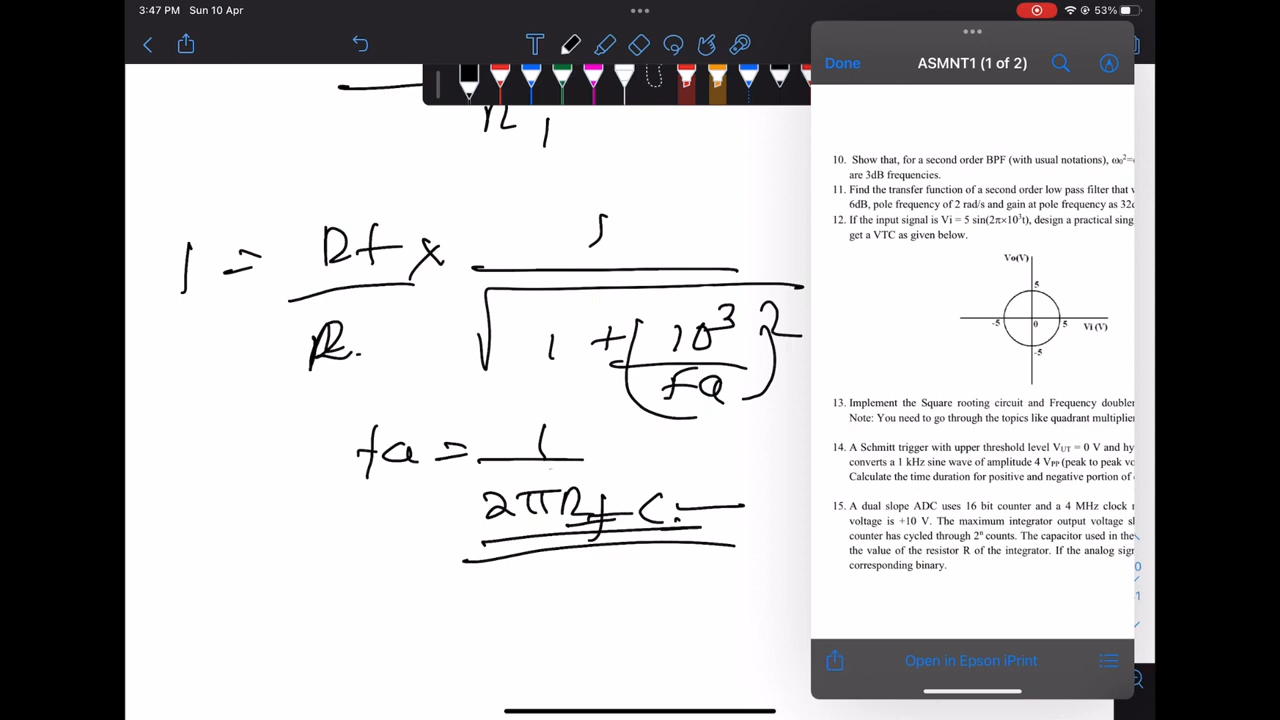 3:47 PM Sun 10 Apr
53%
T
R 1
1 = Rf × 1
R.
√ 1 + (10³ / fa)²
fa = 1
2πRf C.
Done
ASMNT1 (1 of 2)
10. Show that, for a second order BPF (with usual notations), ω₀²=
are 3dB frequencies.
11. Find the transfer function of a second order low pass filter that
6dB, pole frequency of 2 rad/s and gain at pole frequency as
12. If the input signal is Vi = 5 sin(2π×10³t), design a practical
get a VTC as given below.
Vo(V)
5
-5 0 5 Vi (V)
-5
13. Implement the Square rooting circuit and Frequency doubler
Note: You need to go through the topics like quadrant
14. A Schmitt trigger with upper threshold level VUT = 0 V and
converts a 1 kHz sine wave of amplitude 4 VPP (peak to peak
Calculate the time duration for positive and negative portion of
15. A dual slope ADC uses 16 bit counter and a 4 MHz clock
voltage is +10 V. The maximum integrator output voltage
counter has cycled through 2ⁿ counts. The capacitor used in the
the value of the resistor R of the integrator. If the analog
corresponding binary.
Open in Epson iPrint